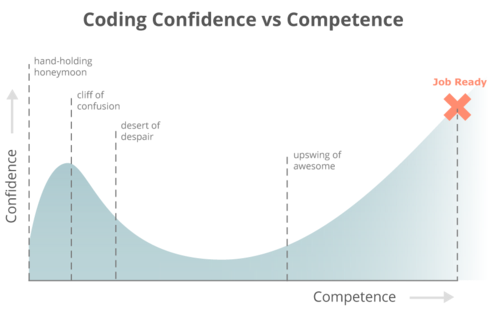 Coding Confidence vs Competence
hand-holding
honeymoon
cliff of
confusion
desert of
despair
upswing of
awesome
Job Ready
Confidence
Competence